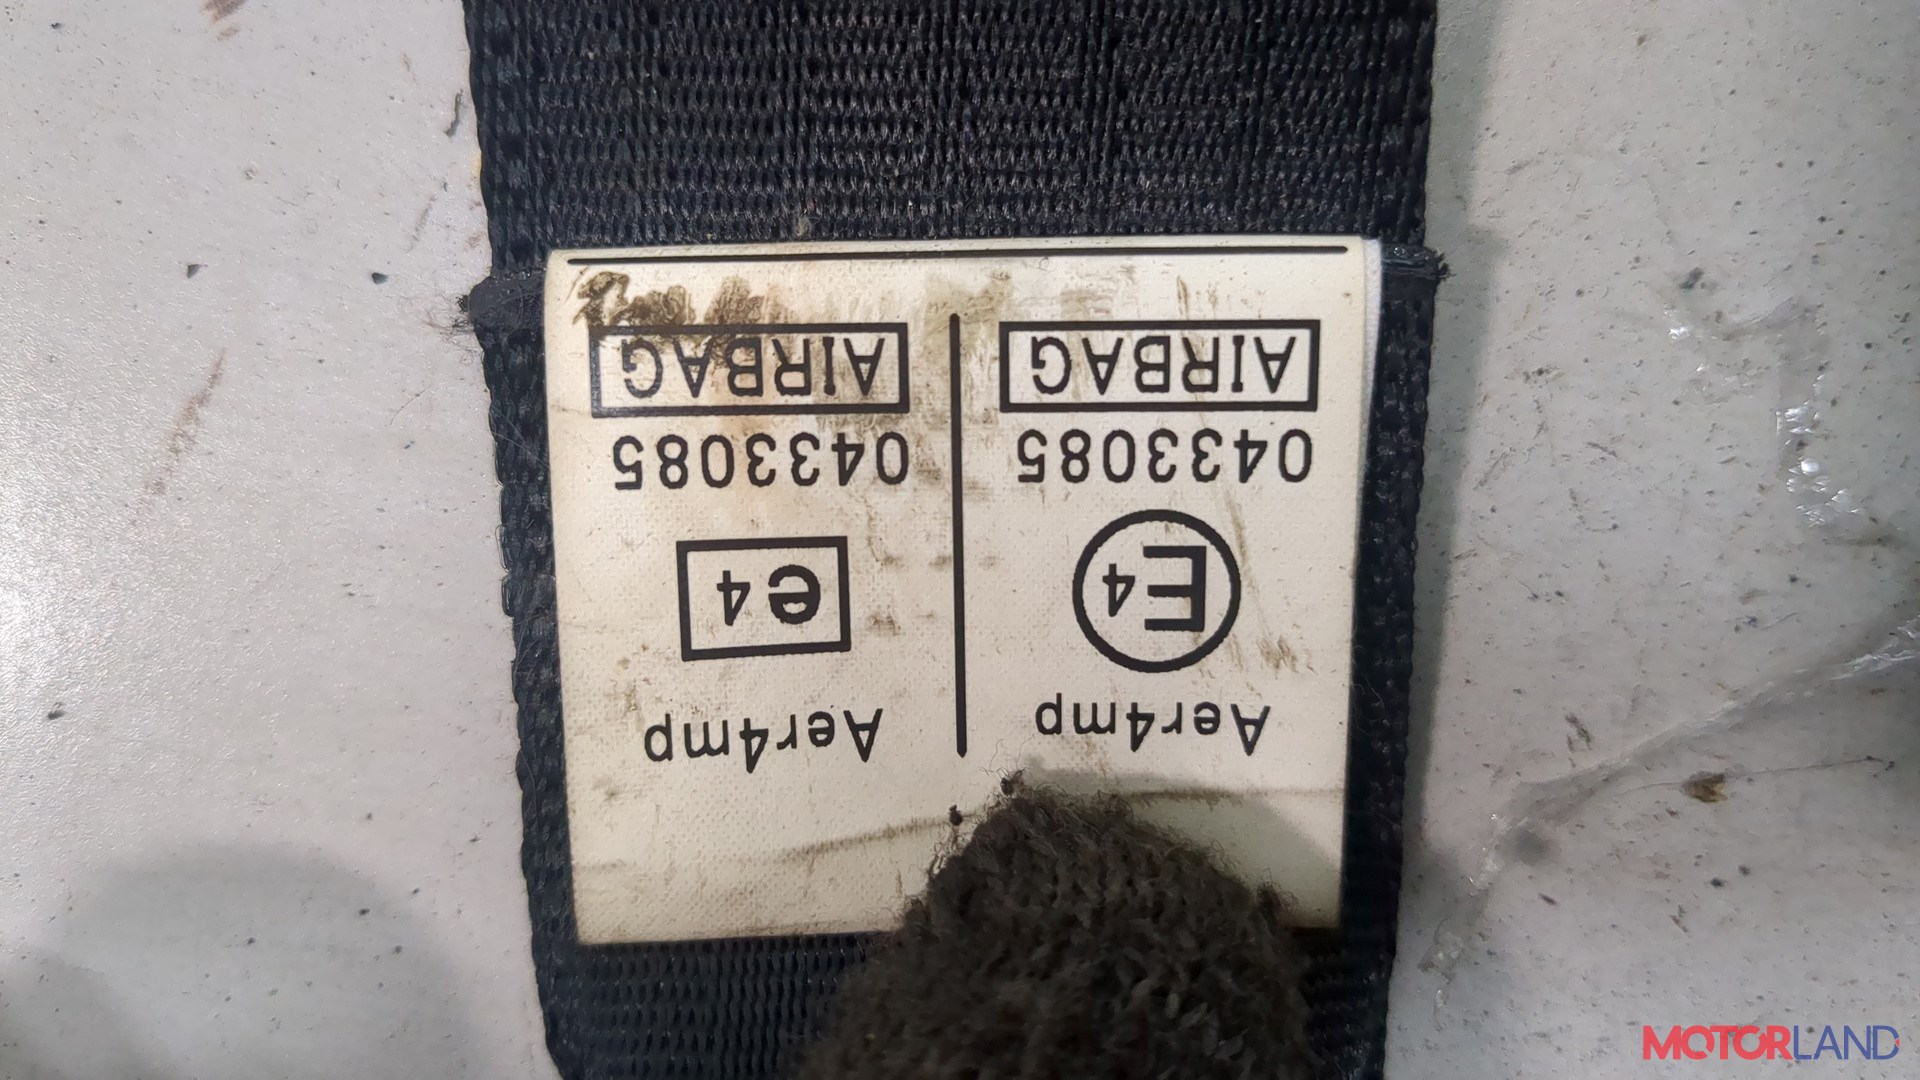 Aer4mp
E4
0433085
AIRBAG
Aer4mp
e4
0433085
AIRBAG
MOTORLAND